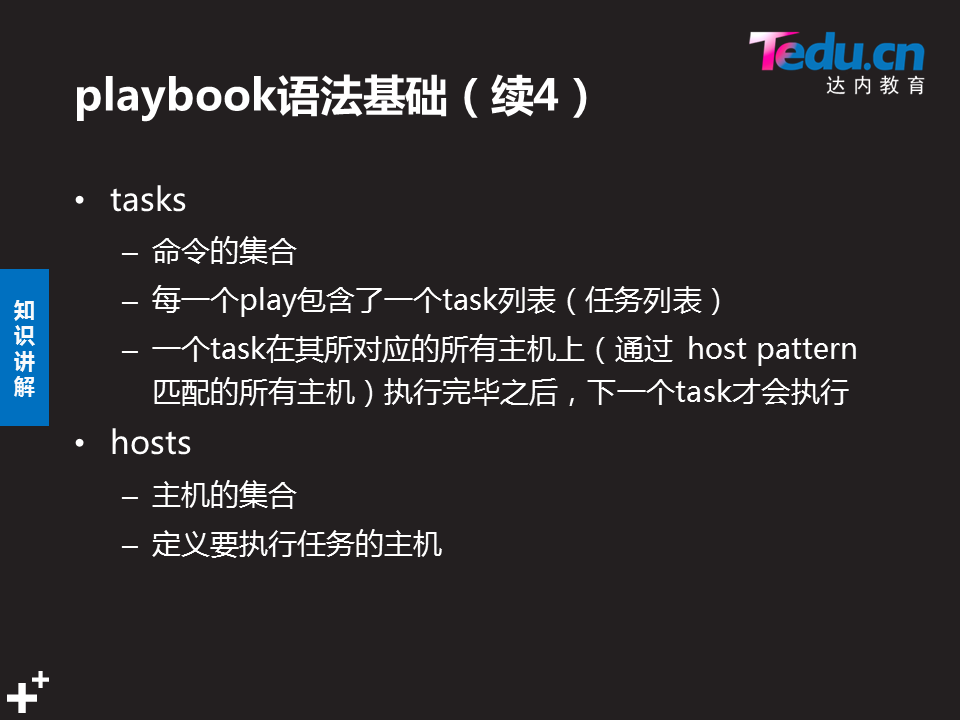 Tedu.cn
达内教育
playbook语法基础（续4）
• tasks
– 命令的集合
– 每一个play包含了一个task列表（任务列表）
– 一个task在其所对应的所有主机上（通过 host pattern
匹配的所有主机）执行完毕之后，下一个task才会执行
• hosts
– 主机的集合
– 定义要执行任务的主机
知
识
讲
解